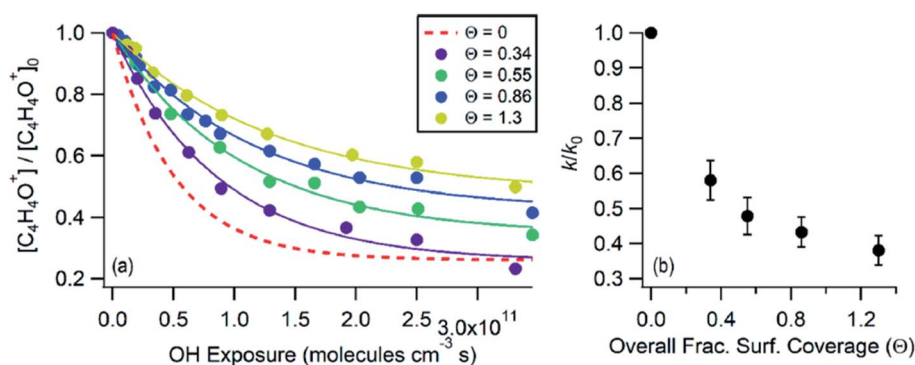 [C4H4O+] / [C4H4O+]0
1.0
0.8
0.6
0.4
0.2
(a)
0.0
0.5
1.0
1.5
2.0
2.5
3.0x10¹¹
OH Exposure (molecules cm⁻³ s)
Θ = 0
Θ = 0.34
Θ = 0.55
Θ = 0.86
Θ = 1.3
k/k0
1.0
0.9
0.8
0.7
0.6
0.5
0.4
0.3
(b)
0.0
0.4
0.8
1.2
Overall Frac. Surf. Coverage (Θ)